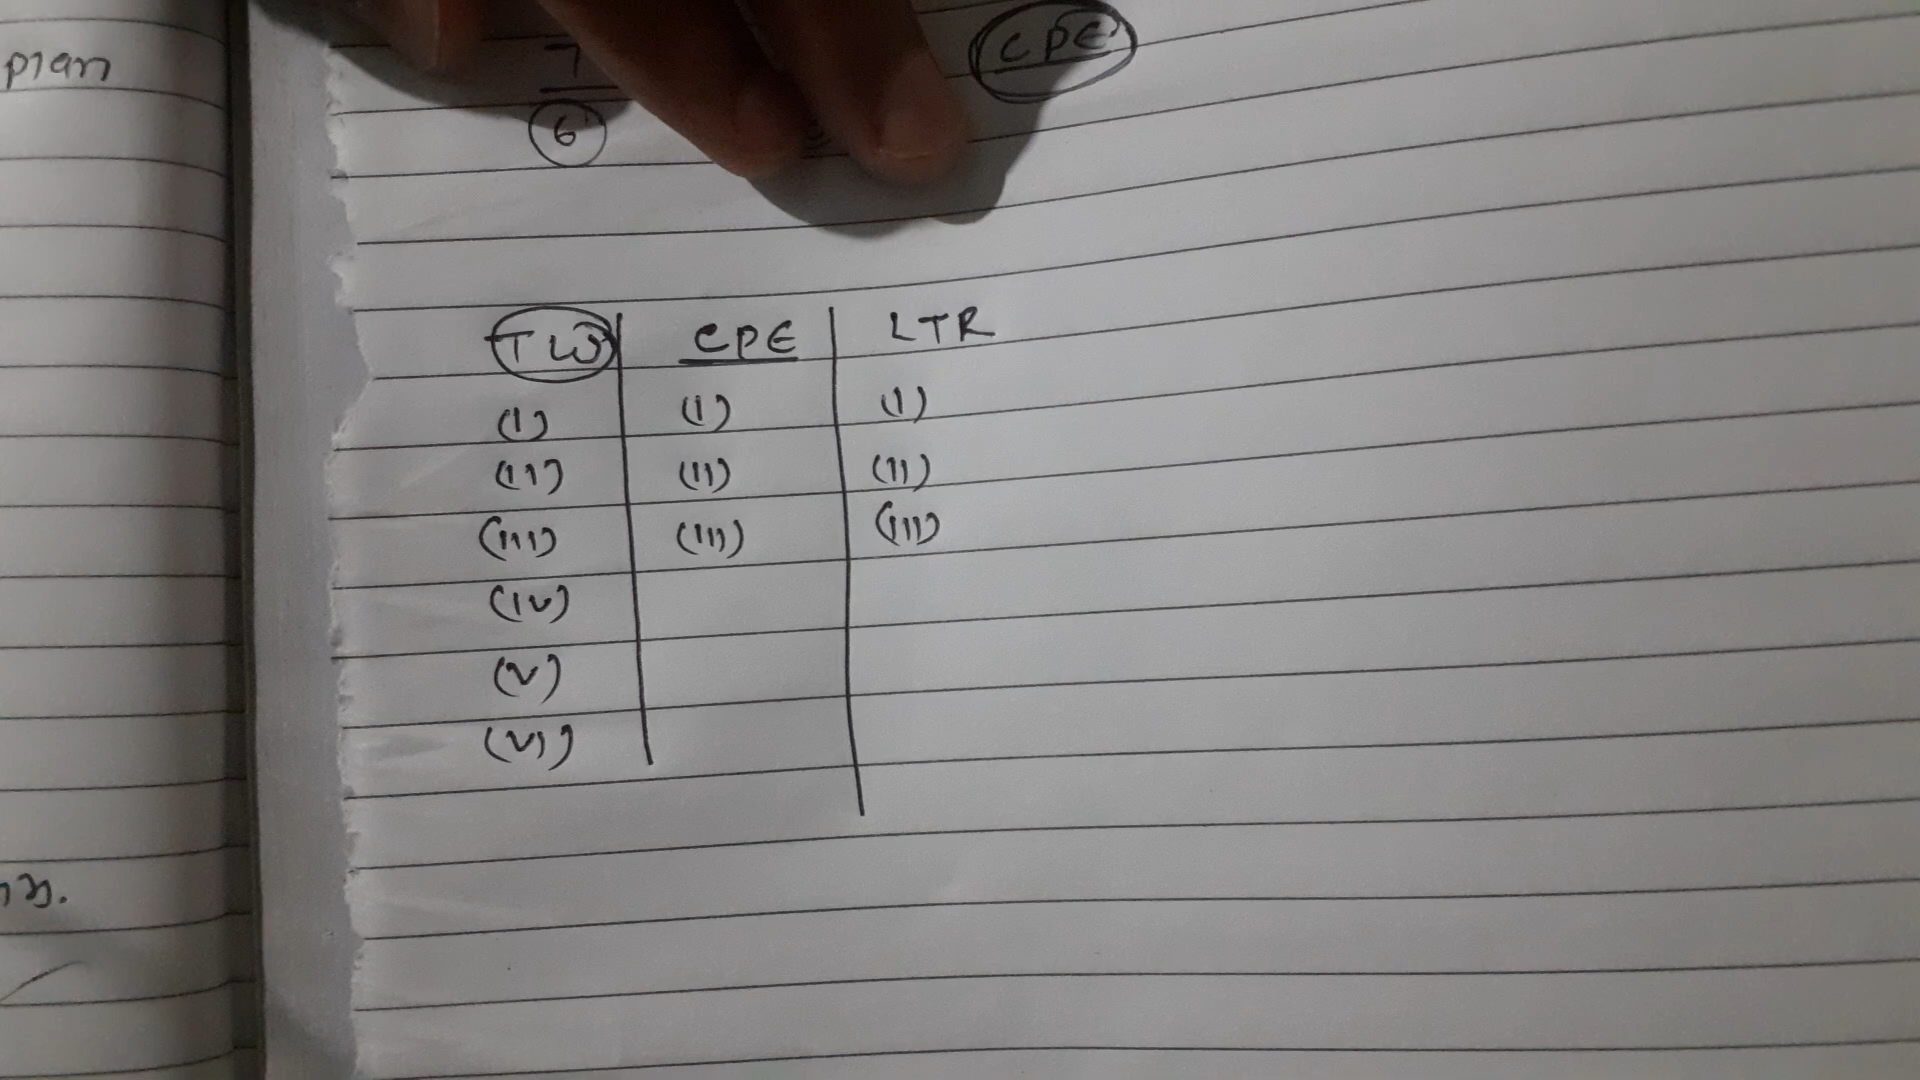 plan
7 CPE
6
TW CPE LTR
(i) (i) (i)
(ii) (ii) (ii)
(iii) (iii) (iii)
(iv)
(v)
(vi)